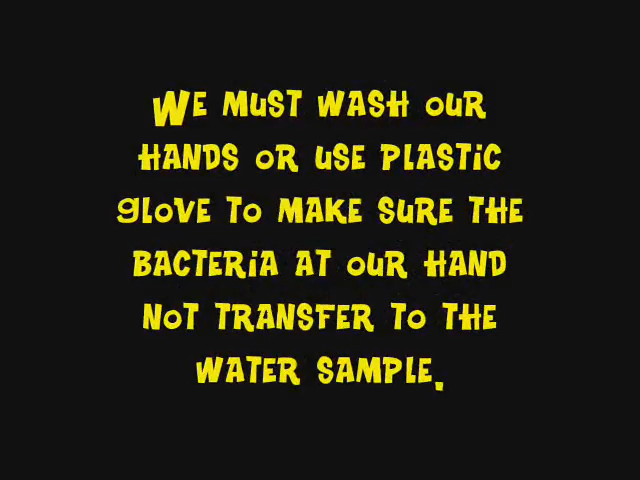 We must wash our
hands or use plastic
glove to make sure the
bacteria at our hand
not transfer to the
water sample.